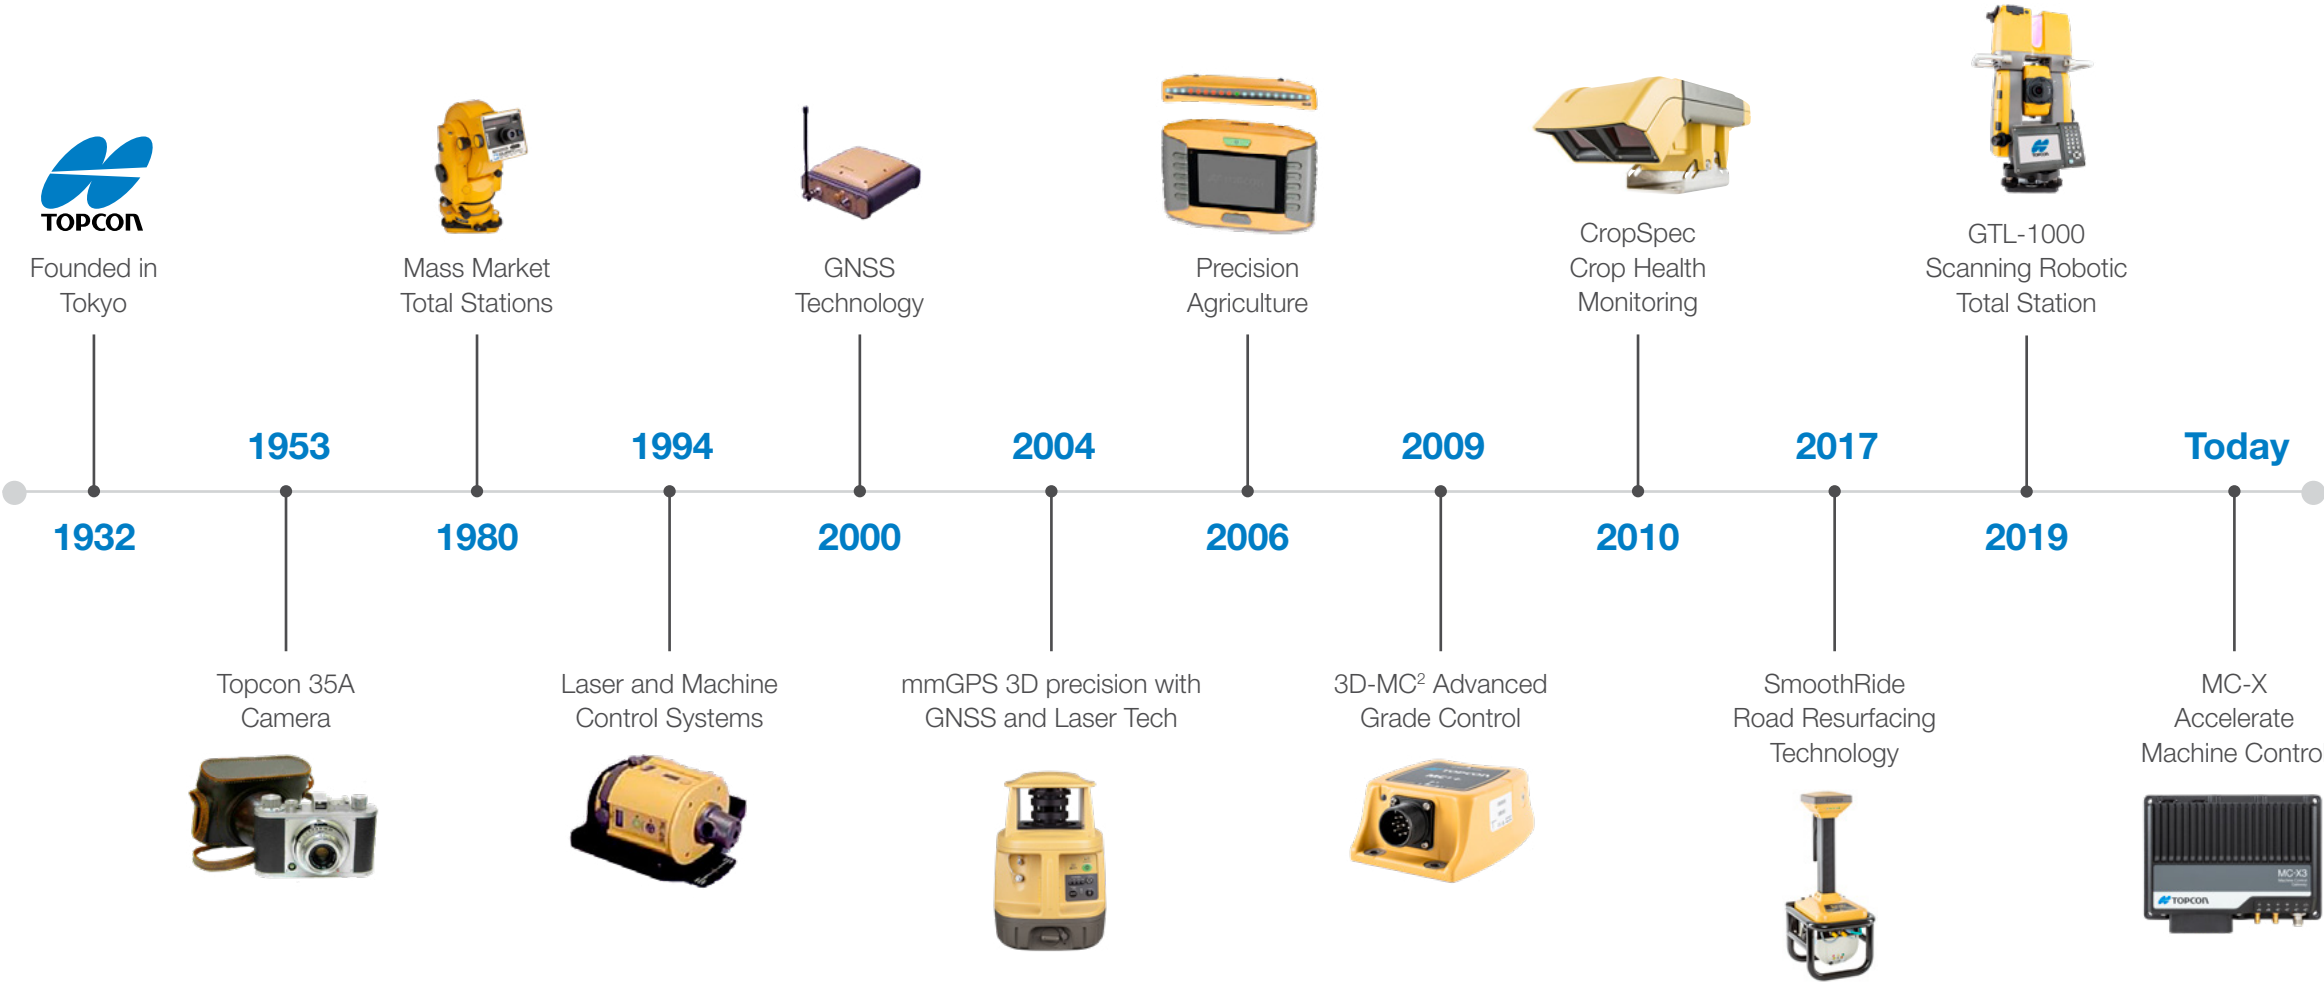 TOPCON
Founded in
Tokyo
1932
1953
Topcon 35A
Camera
Mass Market
Total Stations
1980
1994
Laser and Machine
Control Systems
GNSS
Technology
2000
2004
mmGPS 3D precision with
GNSS and Laser Tech
Precision
Agriculture
2006
2009
3D-MC² Advanced
Grade Control
TOPCON
CropSpec
Crop Health
Monitoring
2010
2017
SmoothRide
Road Resurfacing
Technology
TOPCON
GTL-1000
Scanning Robotic
Total Station
2019
Today
MC-X
Accelerate
Machine Contro
MC-X3
TOPCON